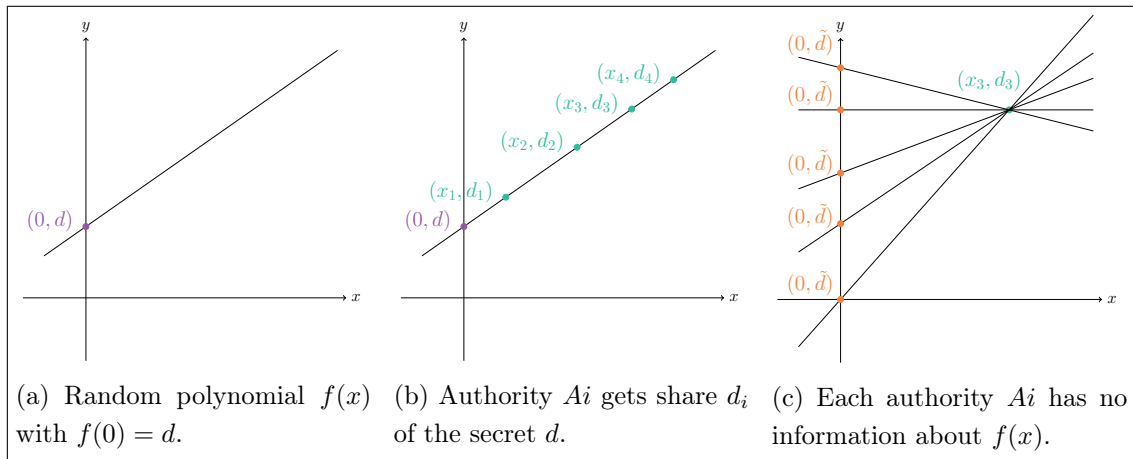 y
(0, d)
x
(a) Random polynomial f(x)
with f(0) = d.
y
(x₄, d₄)
(x₃, d₃)
(x₂, d₂)
(x₁, d₁)
(0, d)
x
(b) Authority Ai gets share dᵢ
of the secret d.
y
(0, d̃)
(x₃, d₃)
(0, d̃)
(0, d̃)
(0, d̃)
(0, d̃)
x
(c) Each authority Ai has no
information about f(x).